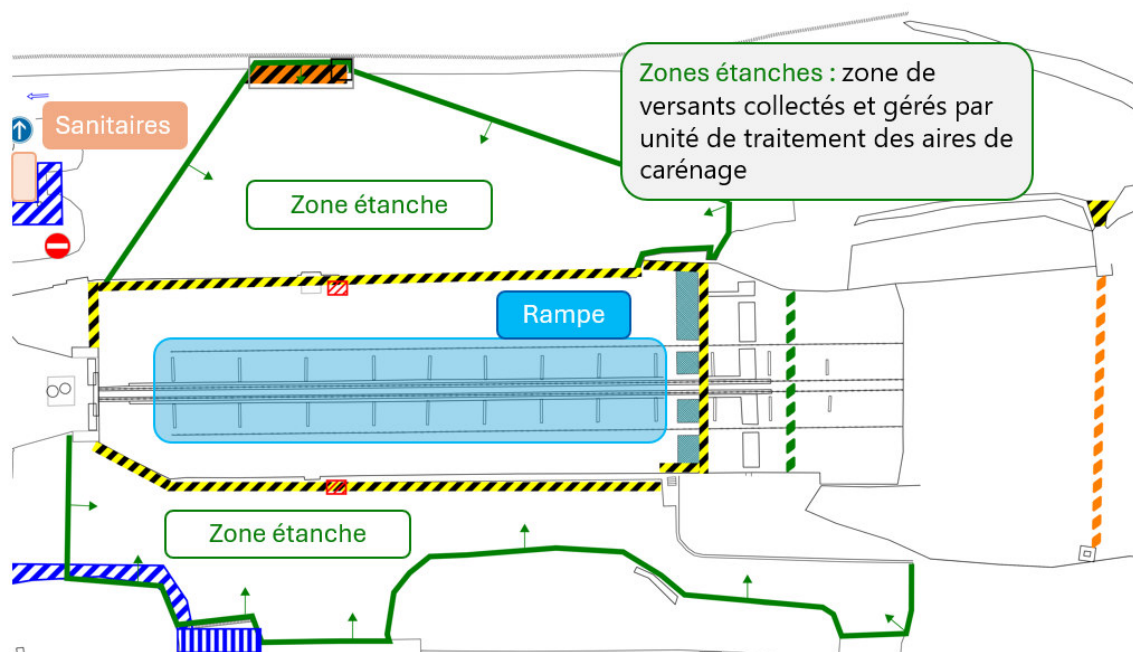 Zones étanches : zone de
versants collectés et gérés par
unité de traitement des aires de
carénage
Sanitaires
Zone étanche
Rampe
Zone étanche